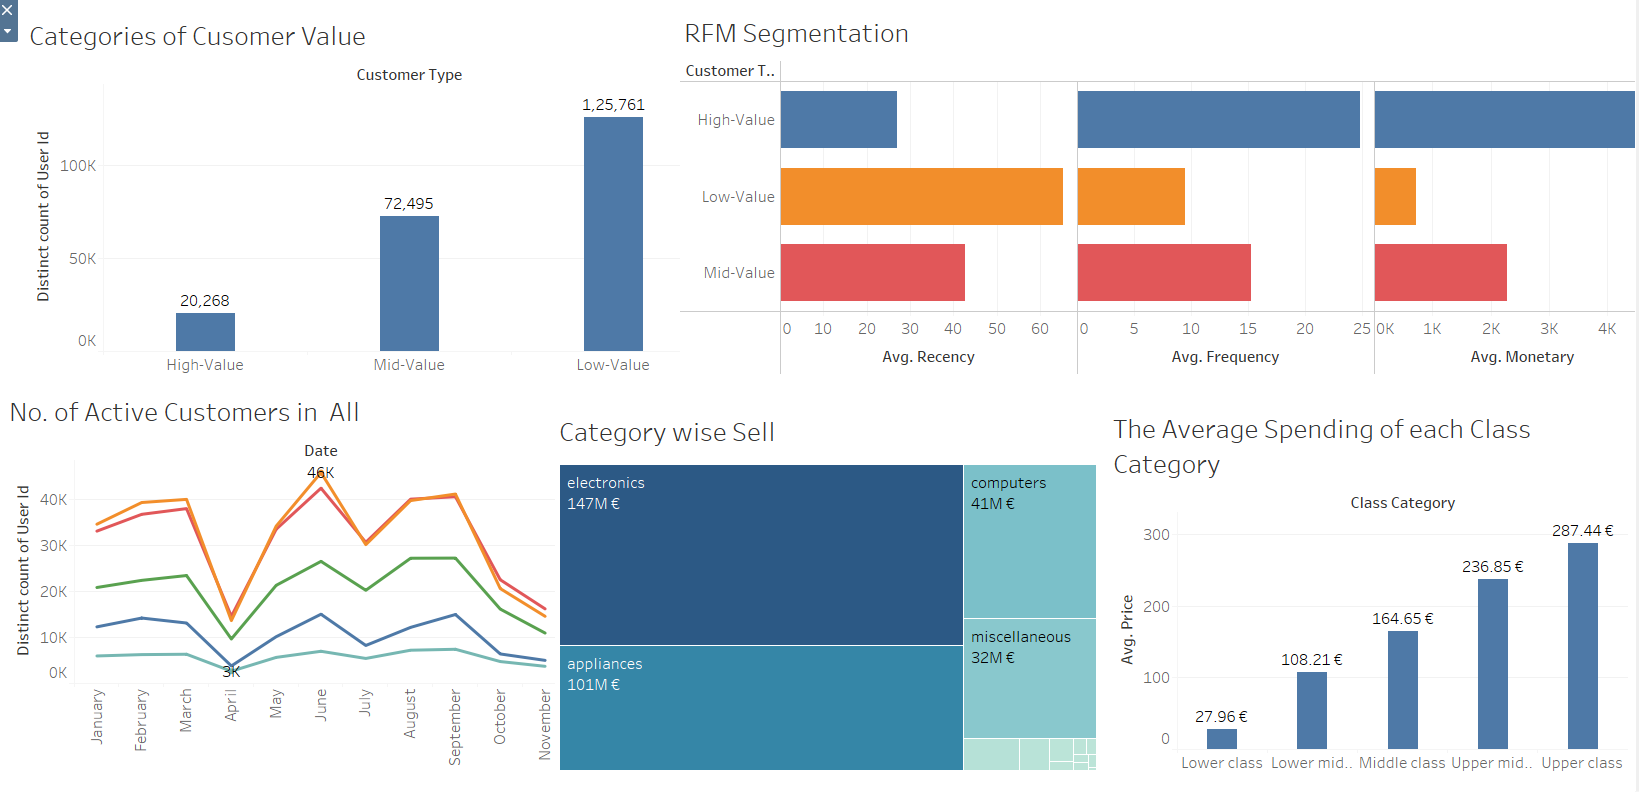 Categories of Cusomer Value
Customer Type
Distinct count of User Id
100K
50K
0K
20,268
72,495
1,25,761
High-Value
Mid-Value
Low-Value
RFM Segmentation
Customer T..
High-Value
Low-Value
Mid-Value
0 10 20 30 40 50 60
0 5 10 15 20 25
0K 1K 2K 3K 4K
Avg. Recency
Avg. Frequency
Avg. Monetary
No. of Active Customers in  All
Date
Distinct count of User Id
40K
30K
20K
10K
0K
46K
3K
January
February
March
April
May
June
July
August
September
October
November
Category wise Sell
electronics
147M €
appliances
101M €
computers
41M €
miscellaneous
32M €
The Average Spending of each Class
Category
Class Category
Avg. Price
300
200
100
0
27.96 €
108.21 €
164.65 €
236.85 €
287.44 €
Lower class
Lower mid..
Middle class
Upper mid..
Upper class